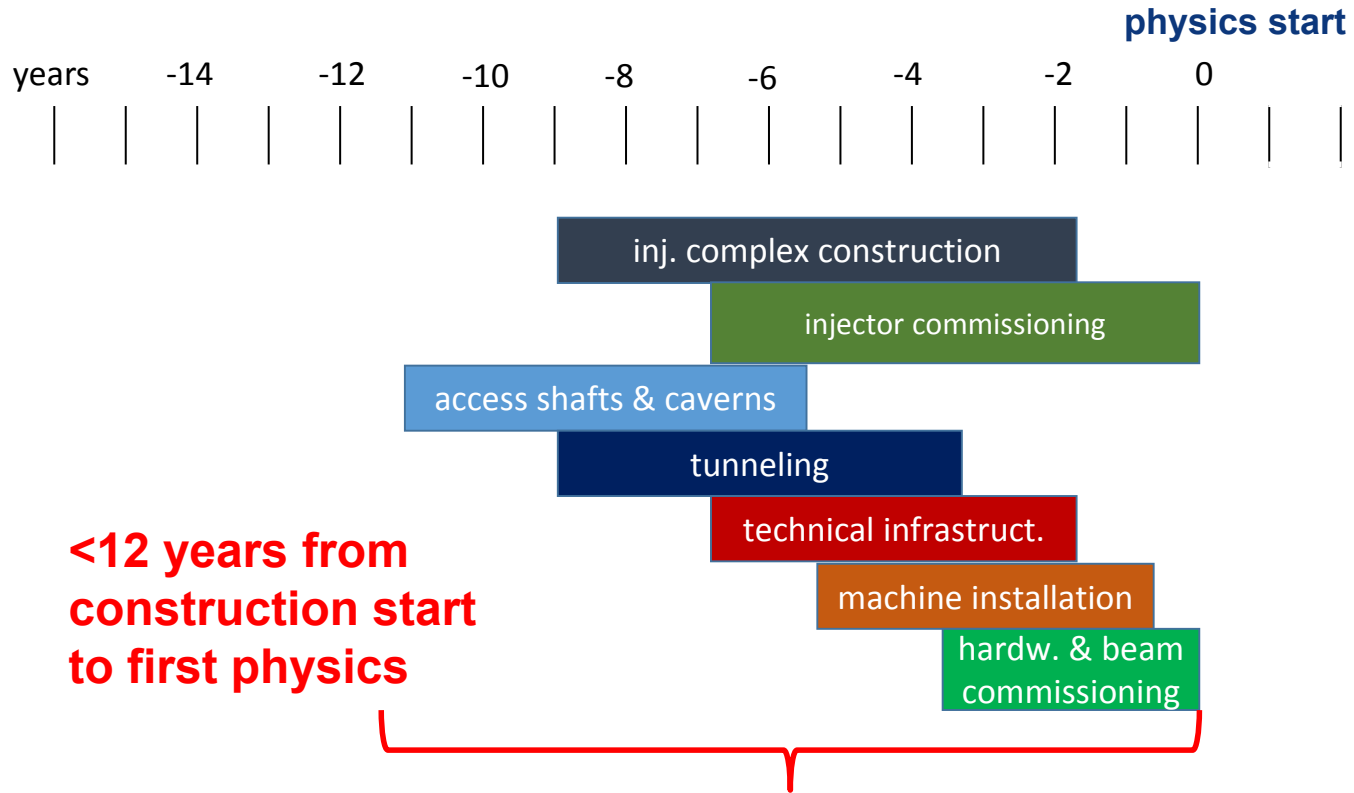 physics start
years -14 -12 -10 -8 -6 -4 -2 0
inj. complex construction
injector commissioning
access shafts & caverns
tunneling
technical infrastruct.
machine installation
hardw. & beam
commissioning
<12 years from
construction start
to first physics